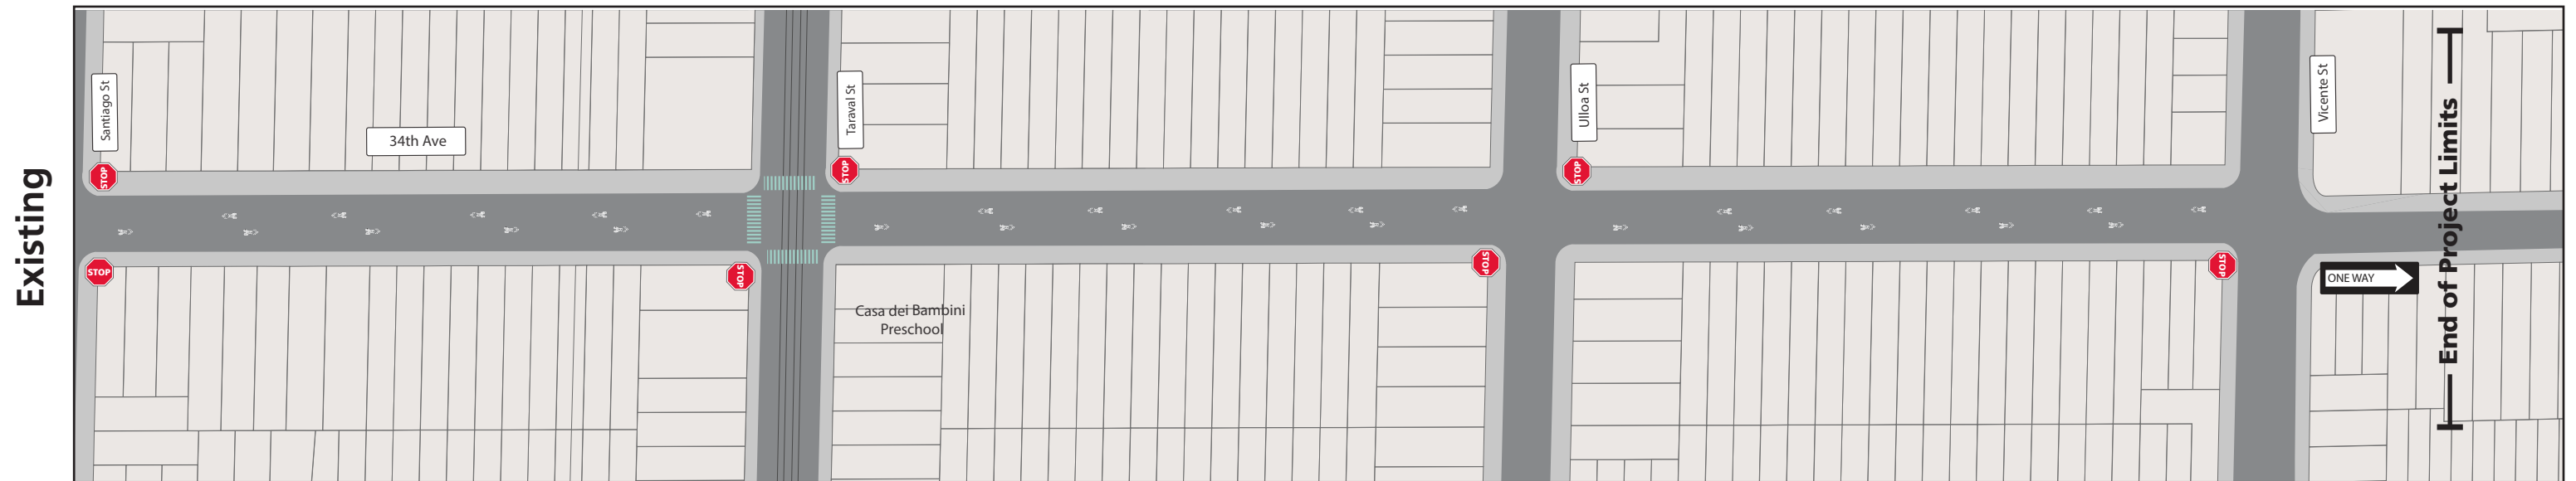 Existing
Santiago St
34th Ave
Taraval St
Ulloa St
Vicente St
STOP
STOP
STOP
STOP
STOP
STOP
STOP
Casa dei Bambini
Preschool
ONE WAY
End of Project Limits